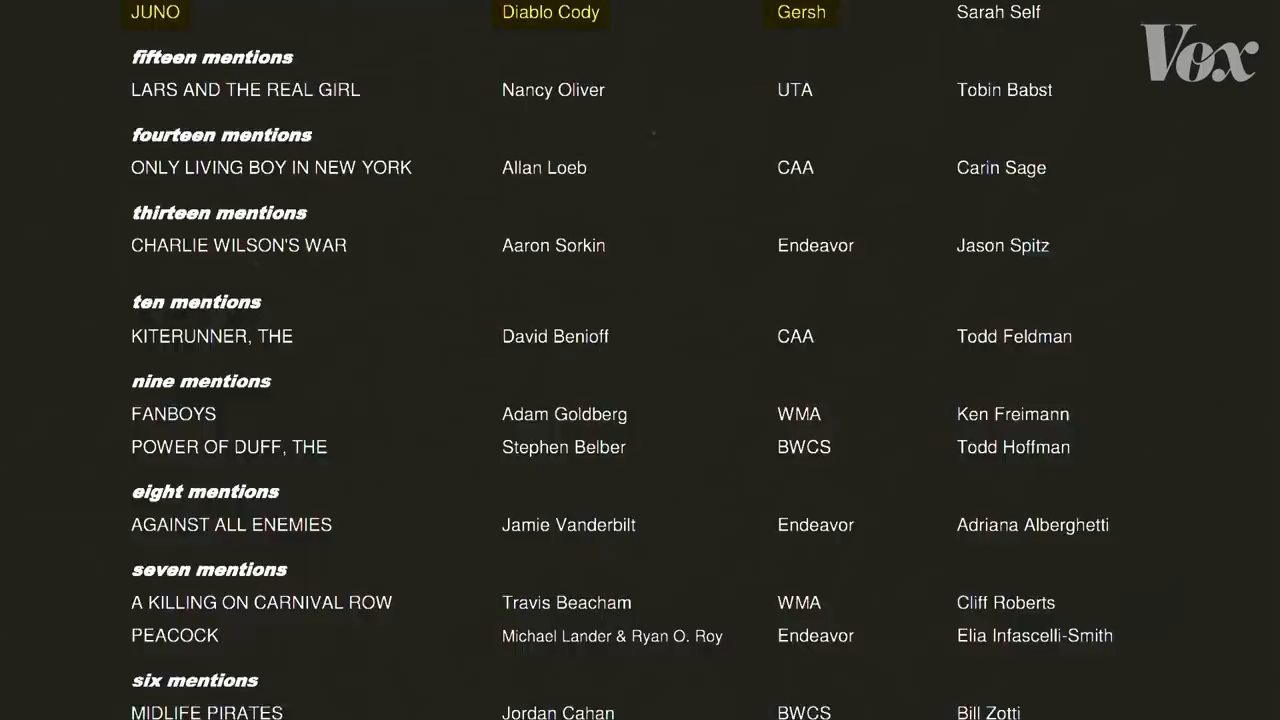 JUNO Diablo Cody Gersh Sarah Self
Vox
fifteen mentions
LARS AND THE REAL GIRL Nancy Oliver UTA Tobin Babst
fourteen mentions
ONLY LIVING BOY IN NEW YORK Allan Loeb CAA Carin Sage
thirteen mentions
CHARLIE WILSON'S WAR Aaron Sorkin Endeavor Jason Spitz
ten mentions
KITERUNNER, THE David Benioff CAA Todd Feldman
nine mentions
FANBOYS Adam Goldberg WMA Ken Freimann
POWER OF DUFF, THE Stephen Belber BWCS Todd Hoffman
eight mentions
AGAINST ALL ENEMIES Jamie Vanderbilt Endeavor Adriana Alberghetti
seven mentions
A KILLING ON CARNIVAL ROW Travis Beacham WMA Cliff Roberts
PEACOCK Michael Lander & Ryan O. Roy Endeavor Elia Infascelli-Smith
six mentions
MIDLIFE PIRATES Jordan Cahan BWCS Bill Zotti